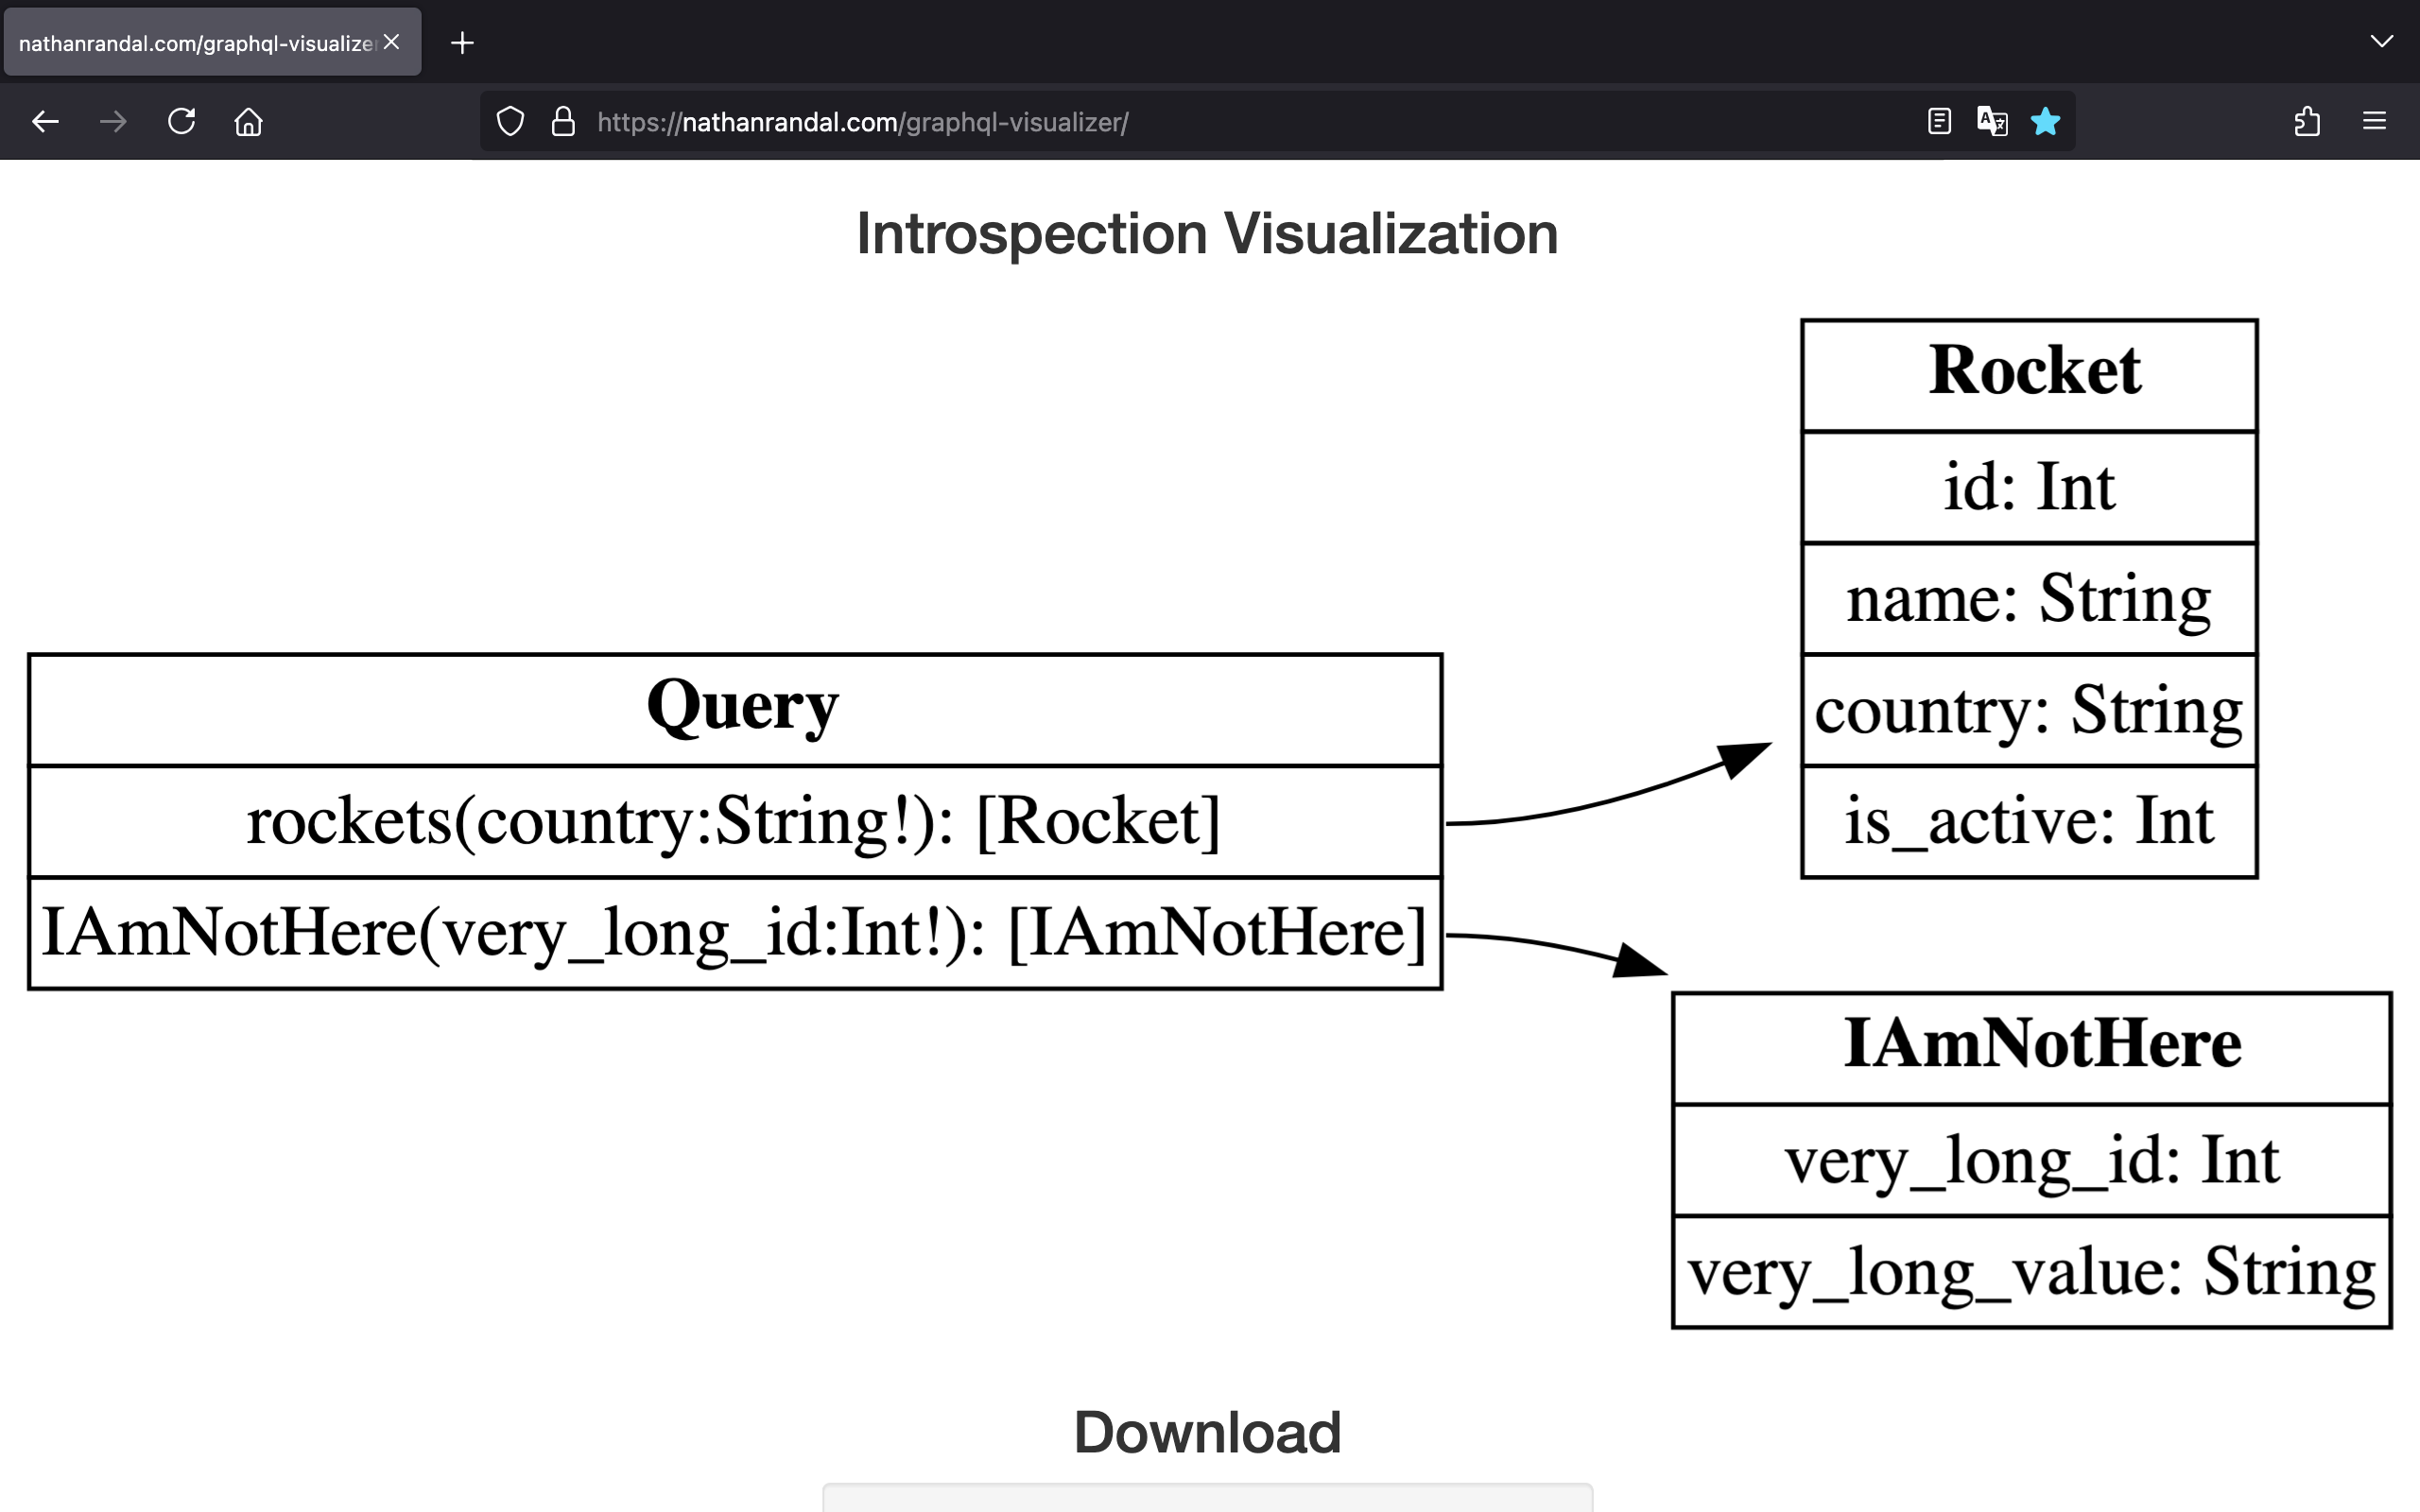 nathanrandal.com/graphql-visualize
https://nathanrandal.com/graphql-visualizer/
Introspection Visualization
Query
rockets(country:String!): [Rocket]
IAmNotHere(very_long_id:Int!): [IAmNotHere]
Rocket
id: Int
name: String
country: String
is_active: Int
IAmNotHere
very_long_id: Int
very_long_value: String
Download